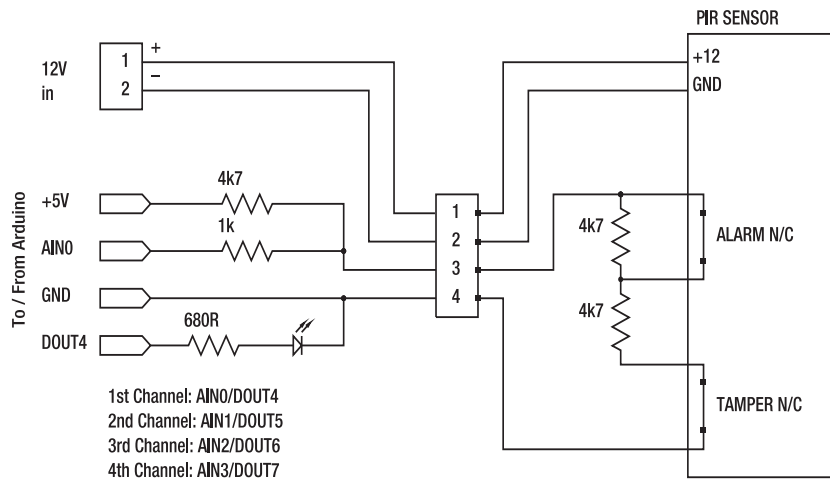 PIR SENSOR
12V
in
1
2
+
–
+12
GND
To / From Arduino
+5V
4k7
AIN0
1k
GND
DOUT4
680R
1
2
3
4
4k7
ALARM N/C
4k7
TAMPER N/C
1st Channel: AIN0/DOUT4
2nd Channel: AIN1/DOUT5
3rd Channel: AIN2/DOUT6
4th Channel: AIN3/DOUT7